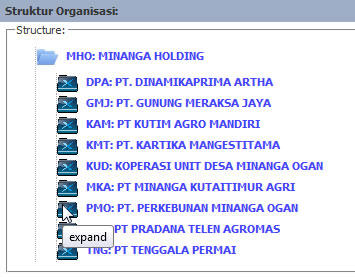 Struktur Organisasi:
Structure:
MHO: MINANGA HOLDING
DPA: PT. DINAMIKAPRIMA ARTHA
GMJ: PT. GUNUNG MERAKSA JAYA
KAM: PT KUTIM AGRO MANDIRI
KMT: PT. KARTIKA MANGESTITAMA
KUD: KOPERASI UNIT DESA MINANGA OGAN
MKA: PT MINANGA KUTAITIMUR AGRI
PMO: PT. PERKEBUNAN MINANGA OGAN
PT PRADANA TELEN AGROMAS
expand
TNG: PT TENGGALA PERMAI